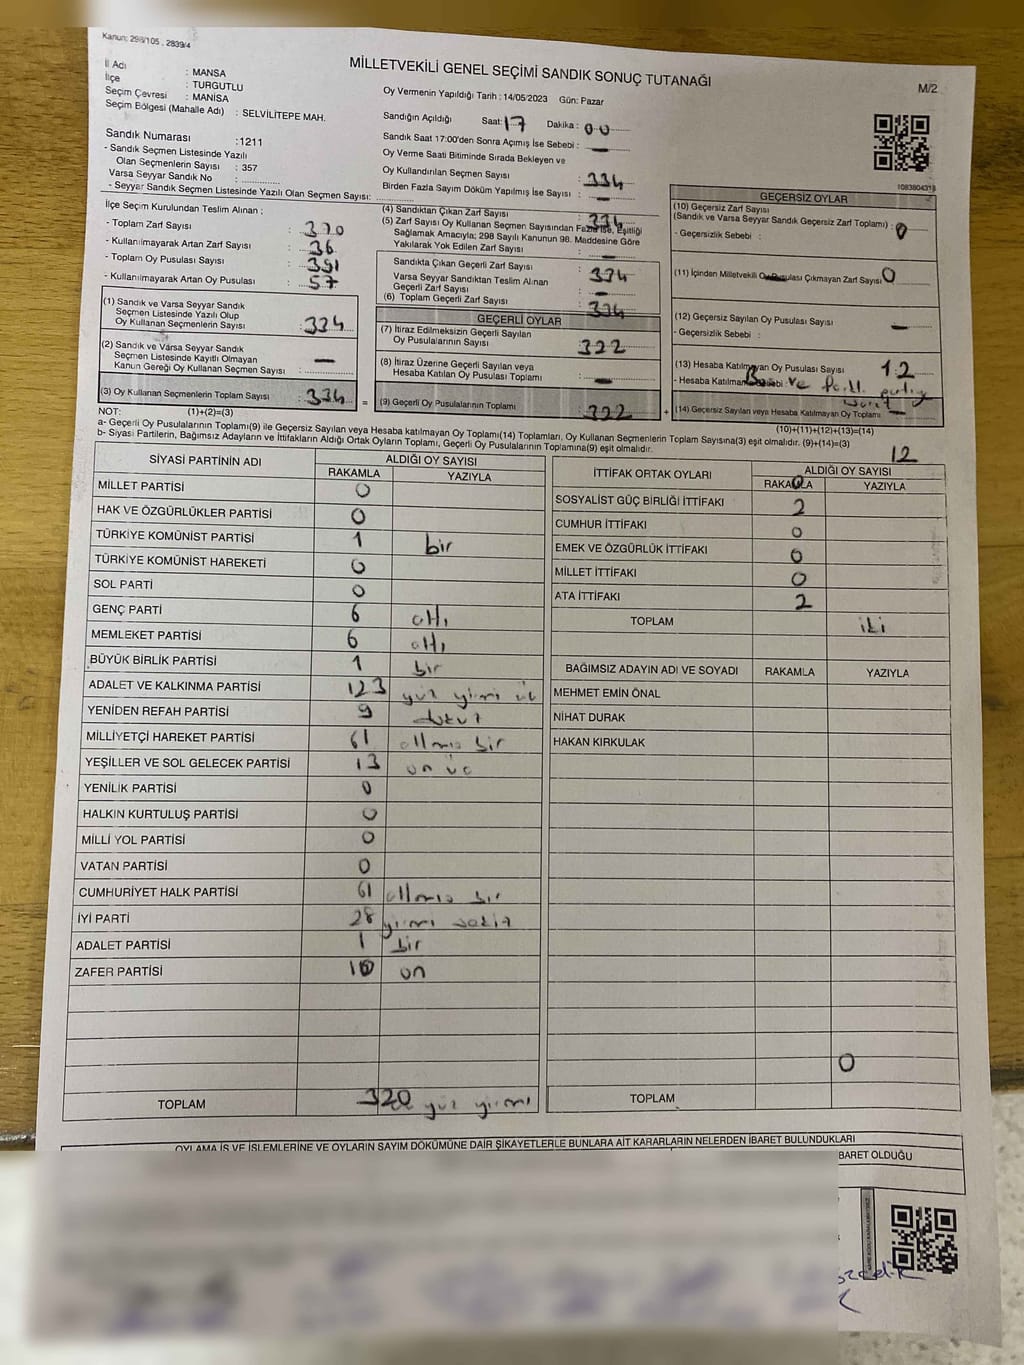 Kanun: 298/105 , 2839/4
MİLLETVEKİLİ GENEL SEÇİMİ SANDIK SONUÇ TUTANAĞI
M/2
İl Adı : MANSA
İlçe : TURGUTLU
Seçim Çevresi : MANİSA
Seçim Bölgesi (Mahalle Adı) : SELVİLİTEPE MAH.
Sandık Numarası :1211
- Sandık Seçmen Listesinde Yazılı
Olan Seçmenlerin Sayısı : 357
Varsa Seyyar Sandık No :
- Seyyar Sandık Seçmen Listesinde Yazılı Olan Seçmen Sayısı:
Oy Vermenin Yapıldığı Tarih : 14/05/2023 Gün: Pazar
Sandığın Açıldığı Saat: 17 Dakika : 00
Sandık Saat 17:00'den Sonra Açımış İse Sebebi : —
Oy Verme Saati Bitiminde Sırada Bekleyen ve
Oy Kullandırılan Seçmen Sayısı : 334
Birden Fazla Sayım Döküm Yapılmış İse Sayısı : —
1083804313
İlçe Seçim Kurulundan Teslim Alınan :
- Toplam Zarf Sayısı : 370
- Kullanılmayarak Artan Zarf Sayısı : 36
- Toplam Oy Pusulası Sayısı : 391
- Kullanılmayarak Artan Oy Pusulası : 57
(1) Sandık ve Varsa Seyyar Sandık
Seçmen Listesinde Yazılı Olup
Oy Kullanan Seçmenlerin Sayısı : 334
(2) Sandık ve Varsa Seyyar Sandık
Seçmen Listesinde Kayıtlı Olmayan
Kanun Gereği Oy Kullanan Seçmen Sayısı : —
(3) Oy Kullanan Seçmenlerin Toplam Sayısı : 334 =
(4) Sandıktan Çıkan Zarf Sayısı : 334
(5) Zarf Sayısı Oy Kullanan Seçmen Sayısından Fazla ise, Eşitliği
Sağlamak Amacıyla; 298 Sayılı Kanunun 98. Maddesine Göre
Yakılarak Yok Edilen Zarf Sayısı : —
Sandıkta Çıkan Geçerli Zarf Sayısı : 334
Varsa Seyyar Sandıktan Teslim Alınan
Geçerli Zarf Sayısı : —
(6) Toplam Geçerli Zarf Sayısı : 334
GEÇERLİ OYLAR
(7) İtiraz Edilmeksizin Geçerli Sayılan
Oy Pusulalarının Sayısı : 322
(8) İtiraz Üzerine Geçerli Sayılan veya
Hesaba Katılan Oy Pusulası Toplamı : —
(9) Geçerli Oy Pusulalarının Toplamı : 322 +
GEÇERSİZ OYLAR
(10) Geçersiz Zarf Sayısı
(Sandık ve Varsa Seyyar Sandık Geçersiz Zarf Toplamı) : 0
- Geçersizlik Sebebi :
(11) İçinden Milletvekili Oy Pusulası Çıkmayan Zarf Sayısı : 0
(12) Geçersiz Sayılan Oy Pusulası Sayısı : —
- Geçersizlik Sebebi :
(13) Hesaba Katılmayan Oy Pusulası Sayısı : 12
- Hesaba Katılmama Sebebi : ve
(14) Geçersiz Sayılan veya Hesaba Katılmayan Oy Toplamı : —
NOT: (1)+(2)=(3)
(10)+(11)+(12)+(13)=(14)
a- Geçerli Oy Pusulalarının Toplamı(9) ile Geçersiz Sayılan veya Hesaba katılmayan Oy Toplamı(14) Toplamları, Oy Kullanan Seçmenlerin Toplam Sayısına(3) eşit olmalıdır. (9)+(14)=(3)
b- Siyasi Partilerin, Bağımsız Adayların ve İttifakların Aldığı Ortak Oyların Toplamı, Geçerli Oy Pusulalarının Toplamına(9) eşit olmalıdır.
12
SİYASİ PARTİNİN ADI ALDIĞI OY SAYISI
RAKAMLA YAZIYLA
MİLLET PARTİSİ 0
HAK VE ÖZGÜRLÜKLER PARTİSİ 0
TÜRKİYE KOMÜNİST PARTİSİ 1 bir
TÜRKİYE KOMÜNİST HAREKETİ 0
SOL PARTİ 0
GENÇ PARTİ 6 altı
MEMLEKET PARTİSİ 6 altı
BÜYÜK BİRLİK PARTİSİ 1 bir
ADALET VE KALKINMA PARTİSİ 123 yüz yirmi üç
YENİDEN REFAH PARTİSİ 9 dokuz
MİLLİYETÇİ HAREKET PARTİSİ 61 altmış bir
YEŞİLLER VE SOL GELECEK PARTİSİ 13 on üç
YENİLİK PARTİSİ 0
HALKIN KURTULUŞ PARTİSİ 0
MİLLİ YOL PARTİSİ 0
VATAN PARTİSİ 0
CUMHURİYET HALK PARTİSİ 61 altmış bir
İYİ PARTİ 28 yirmi sekiz
ADALET PARTİSİ 1 bir
ZAFER PARTİSİ 10 on
TOPLAM 320 yüz yirmi
İTTİFAK ORTAK OYLARI ALDIĞI OY SAYISI
RAKAMLA YAZIYLA
0
SOSYALİST GÜÇ BİRLİĞİ İTTİFAKI 2
CUMHUR İTTİFAKI 0
EMEK VE ÖZGÜRLÜK İTTİFAKI 0
MİLLET İTTİFAKI 0
ATA İTTİFAKI 2
TOPLAM iki
BAĞIMSIZ ADAYIN ADI VE SOYADI RAKAMLA YAZIYLA
MEHMET EMİN ÖNAL
NİHAT DURAK
HAKAN KIRKULAK
0
TOPLAM
OYLAMA İŞ VE İŞLEMLERİNE VE OYLARIN SAYIM DÖKÜMÜNE DAİR ŞİKAYETLERLE BUNLARA AİT KARARLARIN NELERDEN İBARET BULUNDUKLARI
BARET OLDUĞU